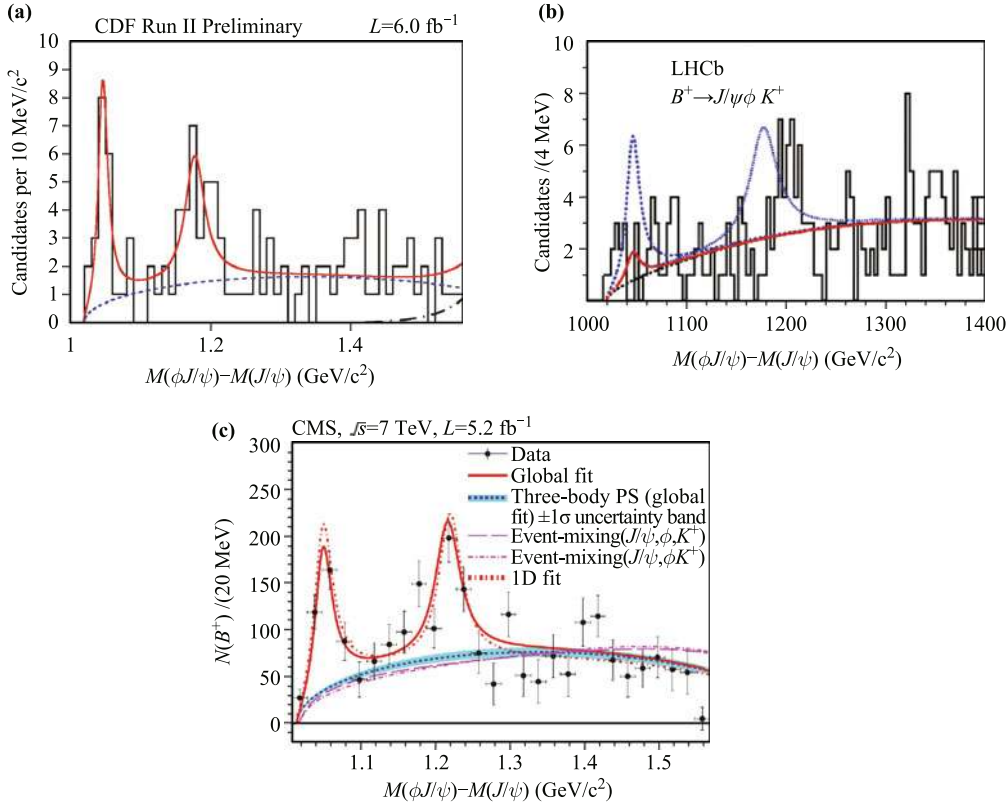 (a)
CDF Run II Preliminary L=6.0 fb⁻¹
Candidates per 10 MeV/c²
10
9
8
7
6
5
4
3
2
1
0
1 1.2 1.4
M(ϕJ/ψ)−M(J/ψ) (GeV/c²)
(b)
LHCb
B⁺→J/ψϕ K⁺
Candidates /(4 MeV)
10
8
6
4
2
0
1000 1100 1200 1300 1400
M(ϕJ/ψ)−M(J/ψ) (GeV/c²)
(c)
CMS, √s=7 TeV, L=5.2 fb⁻¹
N(B⁺) /(20 MeV)
300
250
200
150
100
50
0
Data
Global fit
Three-body PS (global
fit) ±1σ uncertainty band
Event-mixing(J/ψ,ϕ,K⁺)
Event-mixing(J/ψ,ϕK⁺)
1D fit
1.1 1.2 1.3 1.4 1.5
M(ϕJ/ψ)−M(J/ψ) (GeV/c²)